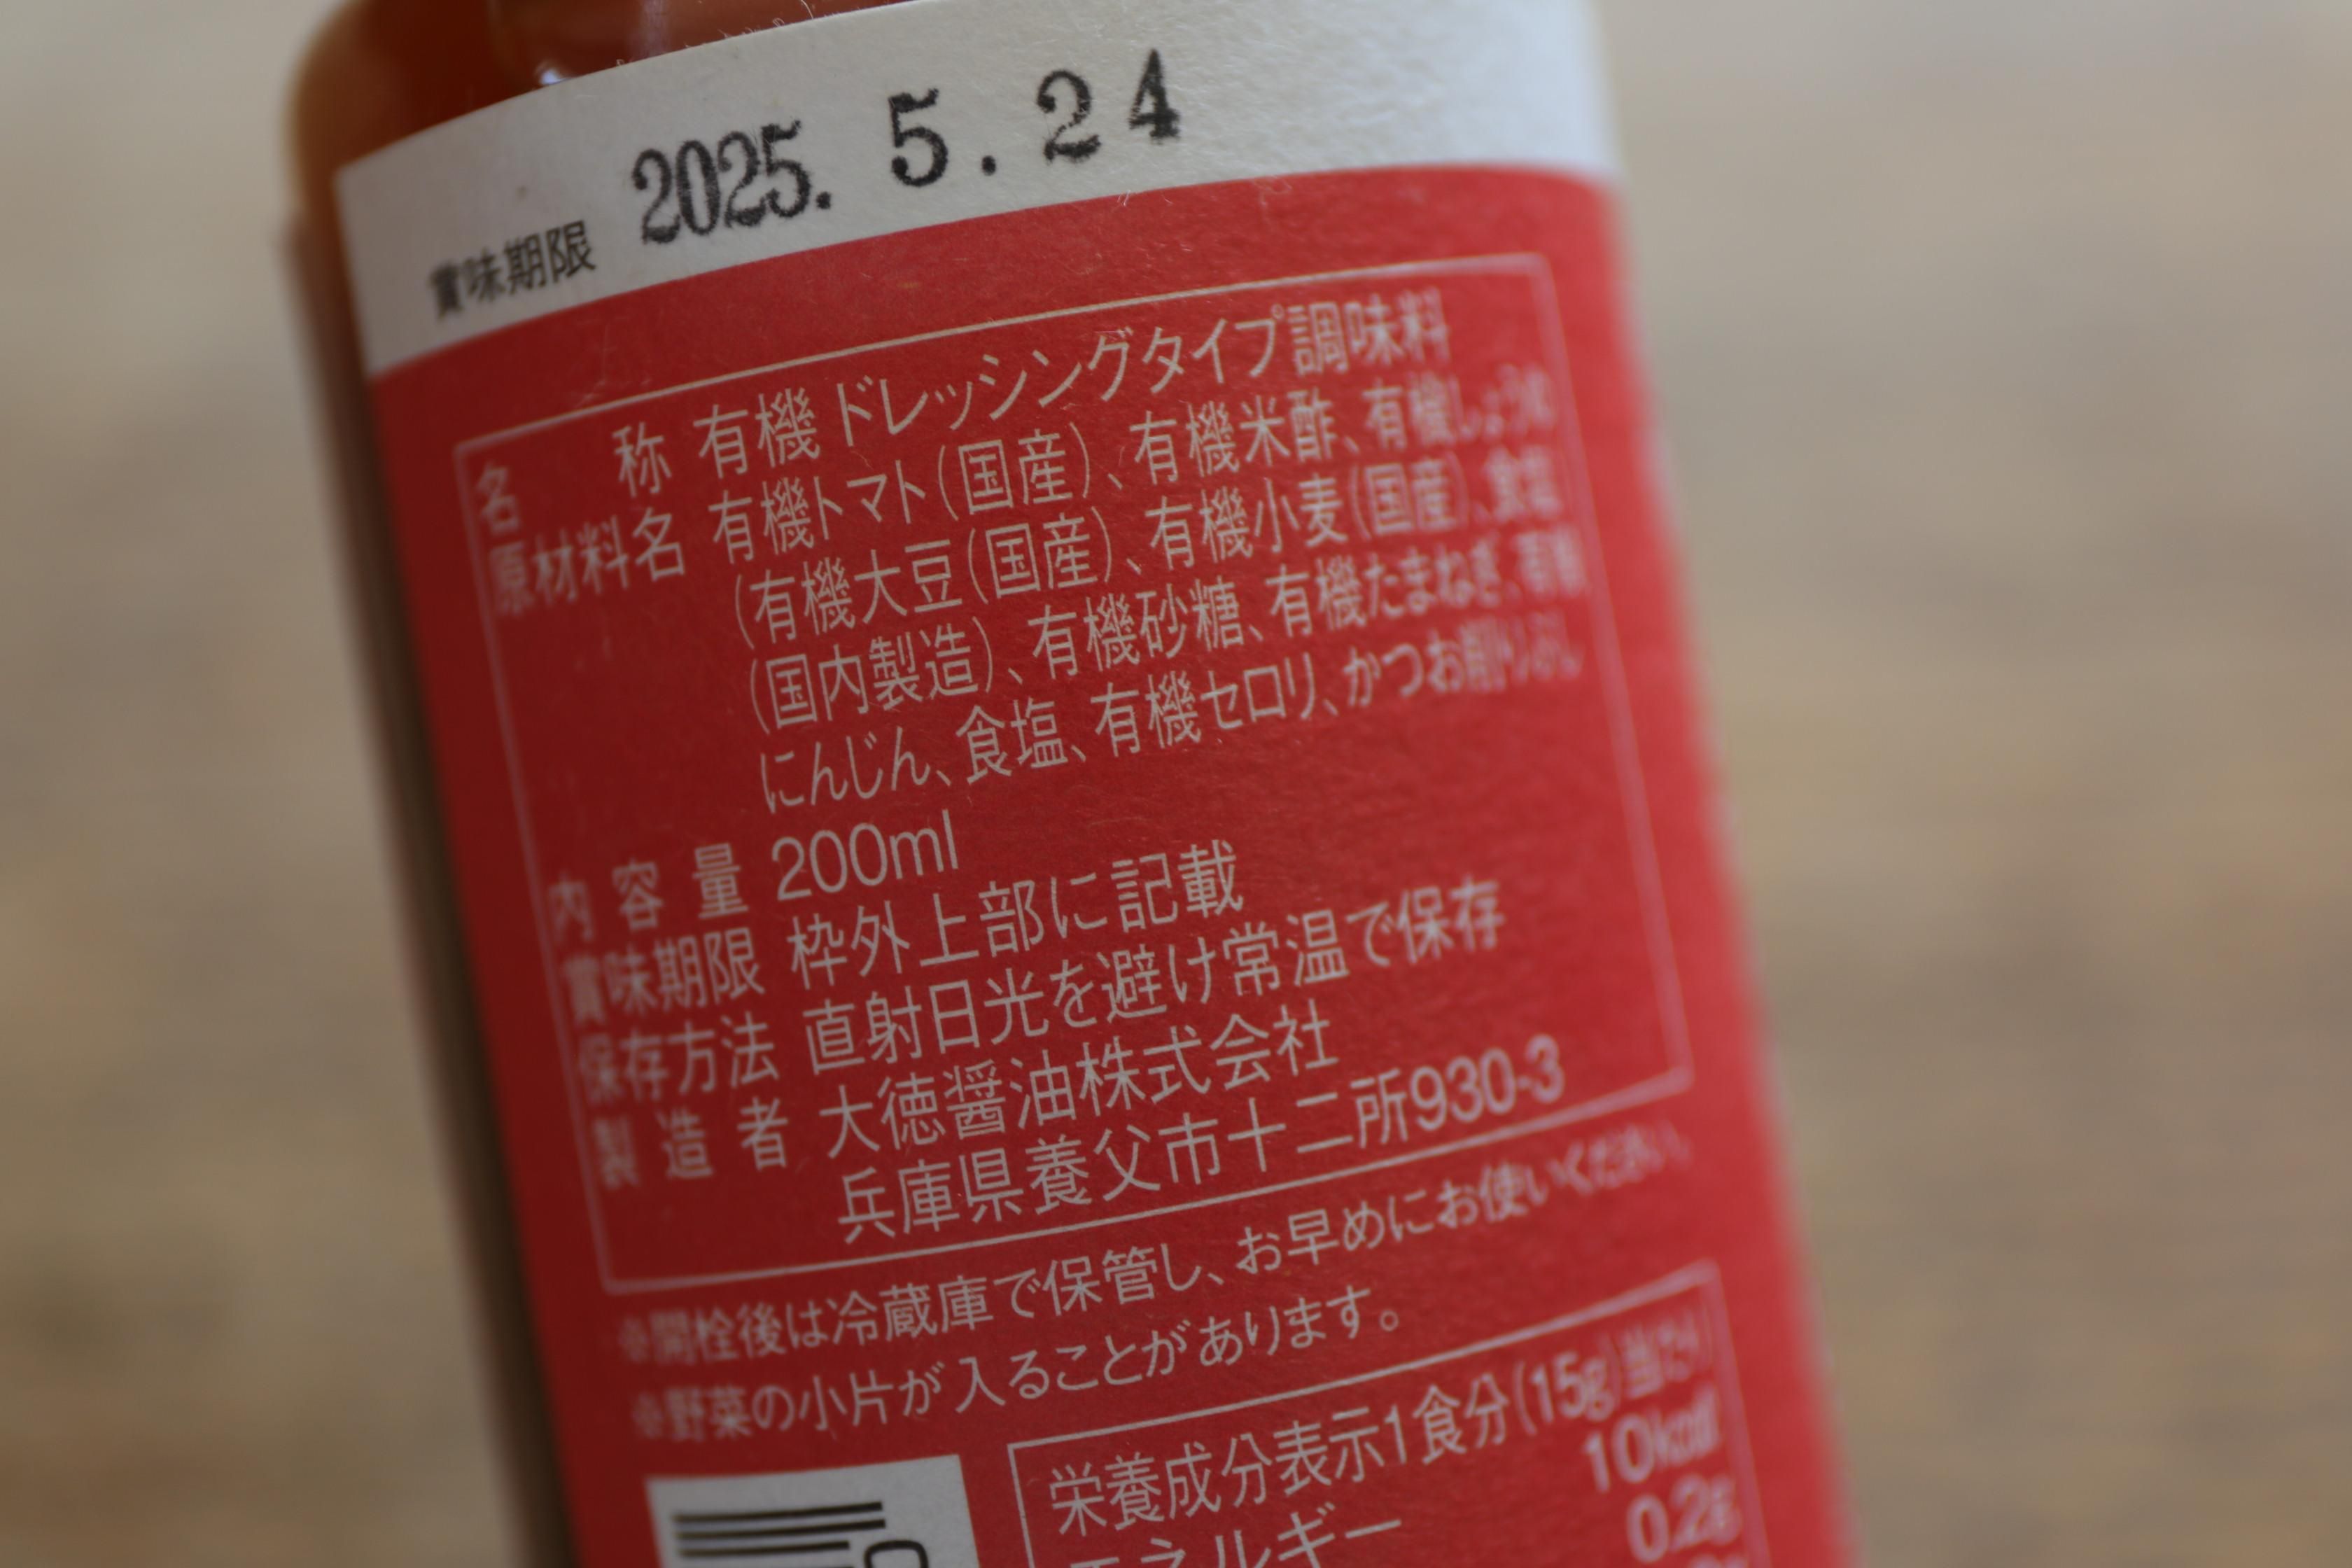 賞味期限 2025. 5. 24
名称 有機ドレッシングタイプ調味料
原材料名 有機トマト(国産)、有機米酢、有機しょうゆ
(有機大豆(国産)、有機小麦(国産)、食塩
(国内製造)、有機砂糖、有機たまねぎ、有機
にんじん、食塩、有機セロリ、かつお削りぶし
内容量 200ml
賞味期限 枠外上部に記載
保存方法 直射日光を避け常温で保存
製造者 大徳醤油株式会社
兵庫県養父市十二所930-3
※開栓後は冷蔵庫で保管し、お早めにお使いください。
※野菜の小片が入ることがあります。
栄養成分表示1食分(15g)当たり
エネルギー 10kcal
0.2g